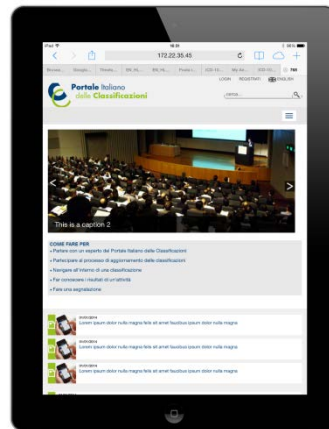 iPad
16:31
172.22.35.45
LOGIN REGISTRATI ENGLISH
Portale Italiano
delle Classificazioni
This is a caption 2
COME FARE PER
Parlare con un esperto del Portale Italiano delle Classificazioni
Partecipare al processo di aggiornamento delle classificazioni
Navigare all'interno di una classificazione
Far conoscere i risultati di un'attività
Fare una segnalazione
Lorem ipsum dolor nulla magna felis sit amet faucibus ipsum dolor nulla magna
Lorem ipsum dolor nulla magna felis sit amet faucibus ipsum dolor nulla magna
Lorem ipsum dolor nulla magna felis sit amet faucibus ipsum dolor nulla magna